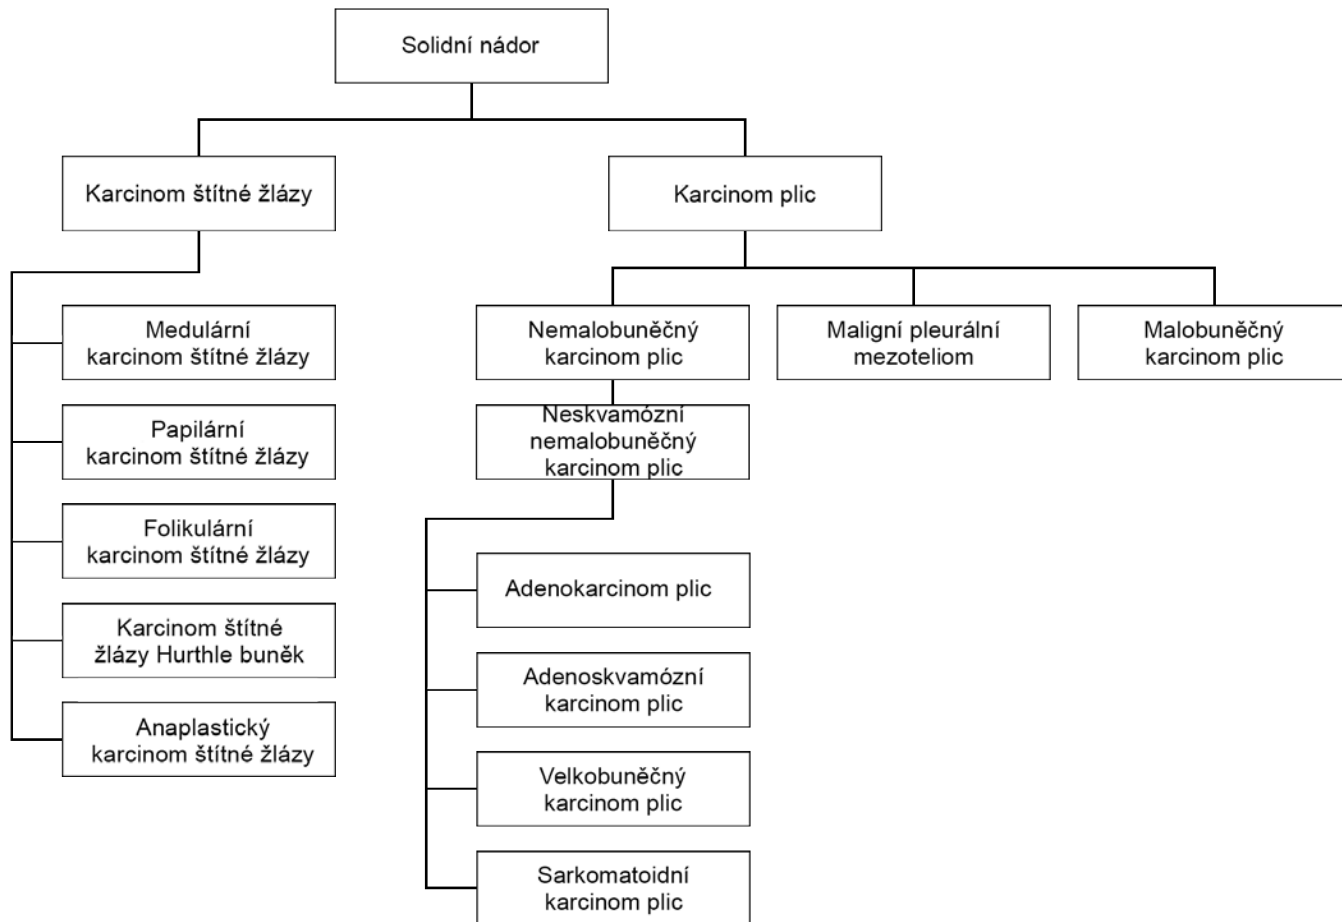 Solidní nádor
Karcinom štítné žlázy
Karcinom plic
Medulární
karcinom štítné žlázy
Papilární
karcinom štítné žlázy
Folikulární
karcinom štítné žlázy
Karcinom štítné
žlázy Hurthle buněk
Anaplastický
karcinom štítné žlázy
Nemalobuněčný
karcinom plic
Maligní pleurální
mezoteliom
Malobuněčný
karcinom plic
Neskvamózní
nemalobuněčný
karcinom plic
Adenokarcinom plic
Adenoskvamózní
karcinom plic
Velkobuněčný
karcinom plic
Sarkomatoidní
karcinom plic